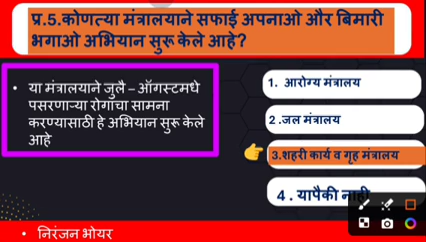 प्र.5.कोणत्या मंत्रालयाने सफाई अपनाओ और बिमारी
भगाओ अभियान सुरू केले आहे?
• या मंत्रालयाने जुलै – ऑगस्टमधे
पसरणाऱ्या रोगांचा सामना
करण्यासाठी हे अभियान सुरू केले
आहे
1. आरोग्य मंत्रालय
2 .जल मंत्रालय
3.शहरी कार्य व गृह मंत्रालय
4 . यापैकी नाही
• निरंजन भोयर